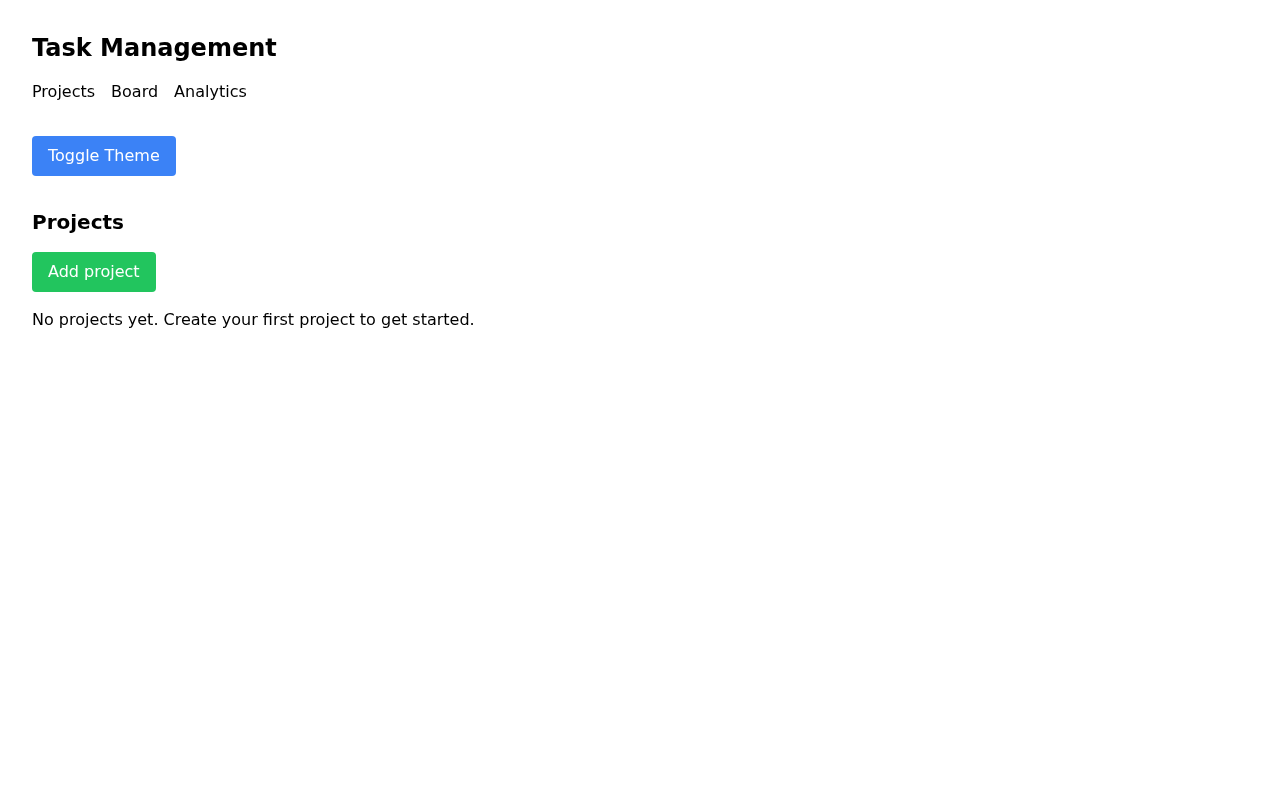 Task Management
Projects Board Analytics
Toggle Theme
Projects
Add project
No projects yet. Create your first project to get started.